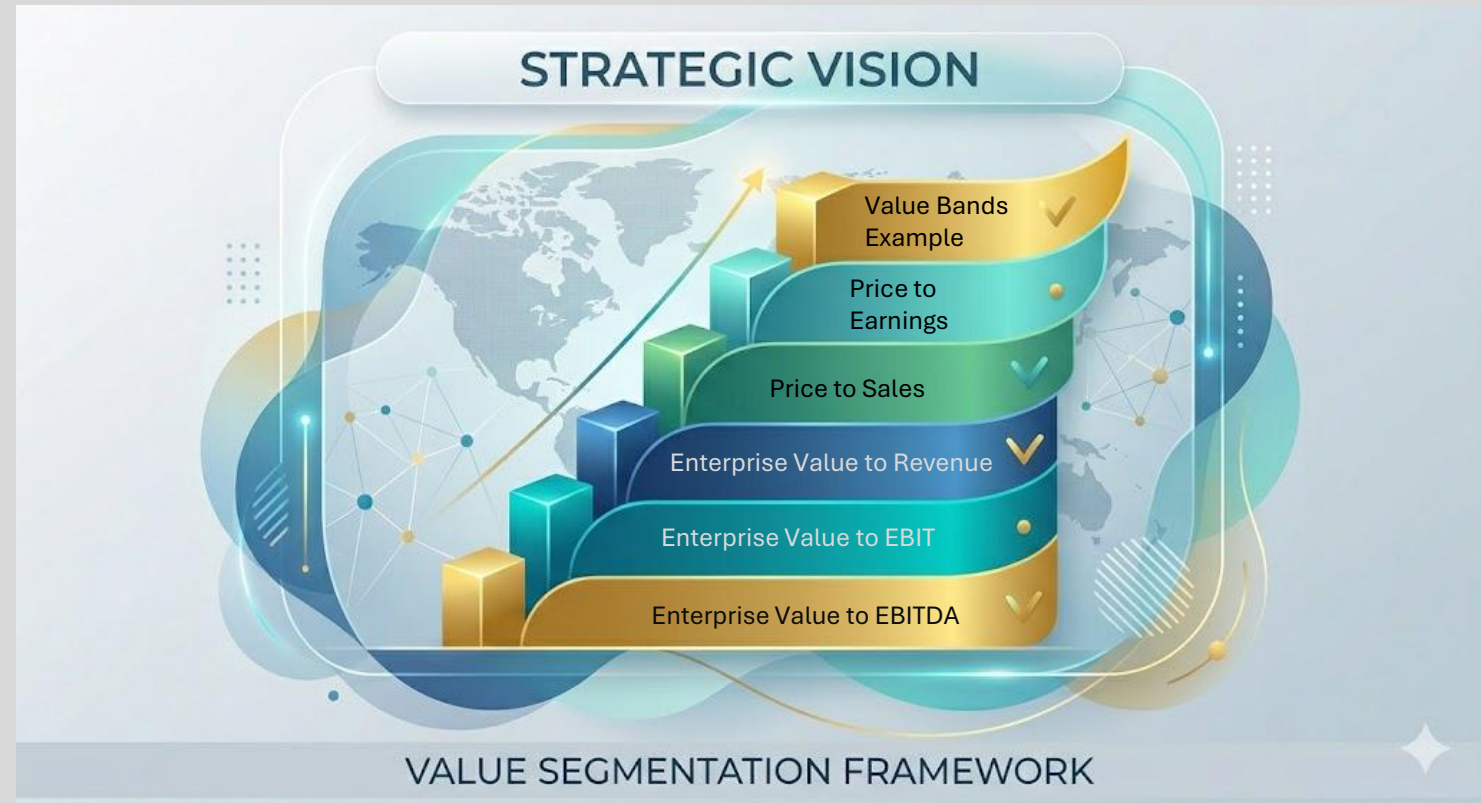 STRATEGIC VISION
Value Bands
Example
Price to
Earnings
Price to Sales
Enterprise Value to Revenue
Enterprise Value to EBIT
Enterprise Value to EBITDA
VALUE SEGMENTATION FRAMEWORK